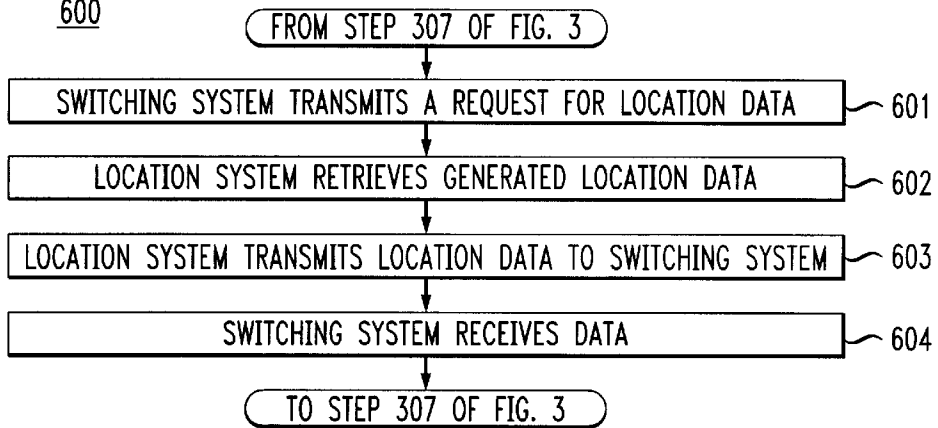 600
FROM STEP 307 OF FIG. 3
SWITCHING SYSTEM TRANSMITS A REQUEST FOR LOCATION DATA
601
LOCATION SYSTEM RETRIEVES GENERATED LOCATION DATA
602
LOCATION SYSTEM TRANSMITS LOCATION DATA TO SWITCHING SYSTEM
603
SWITCHING SYSTEM RECEIVES DATA
604
TO STEP 307 OF FIG. 3